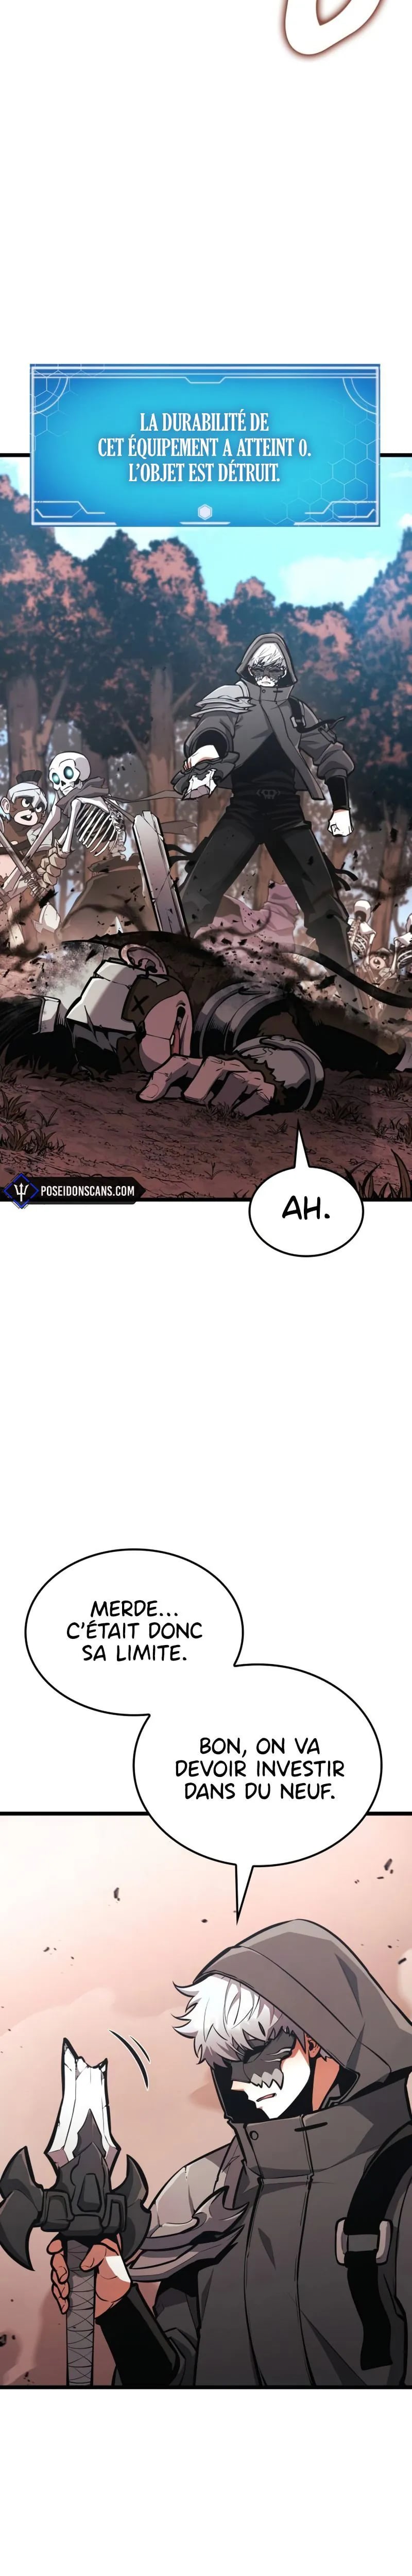 LA DURABILITÉ DE
CET ÉQUIPEMENT A ATTEINT 0.
L'OBJET EST DÉTRUIT.
POSEIDONSCANS.COM
AH.
MERDE...
C'ÉTAIT DONC
SA LIMITE.
BON, ON VA
DEVOIR INVESTIR
DANS DU NEUF.